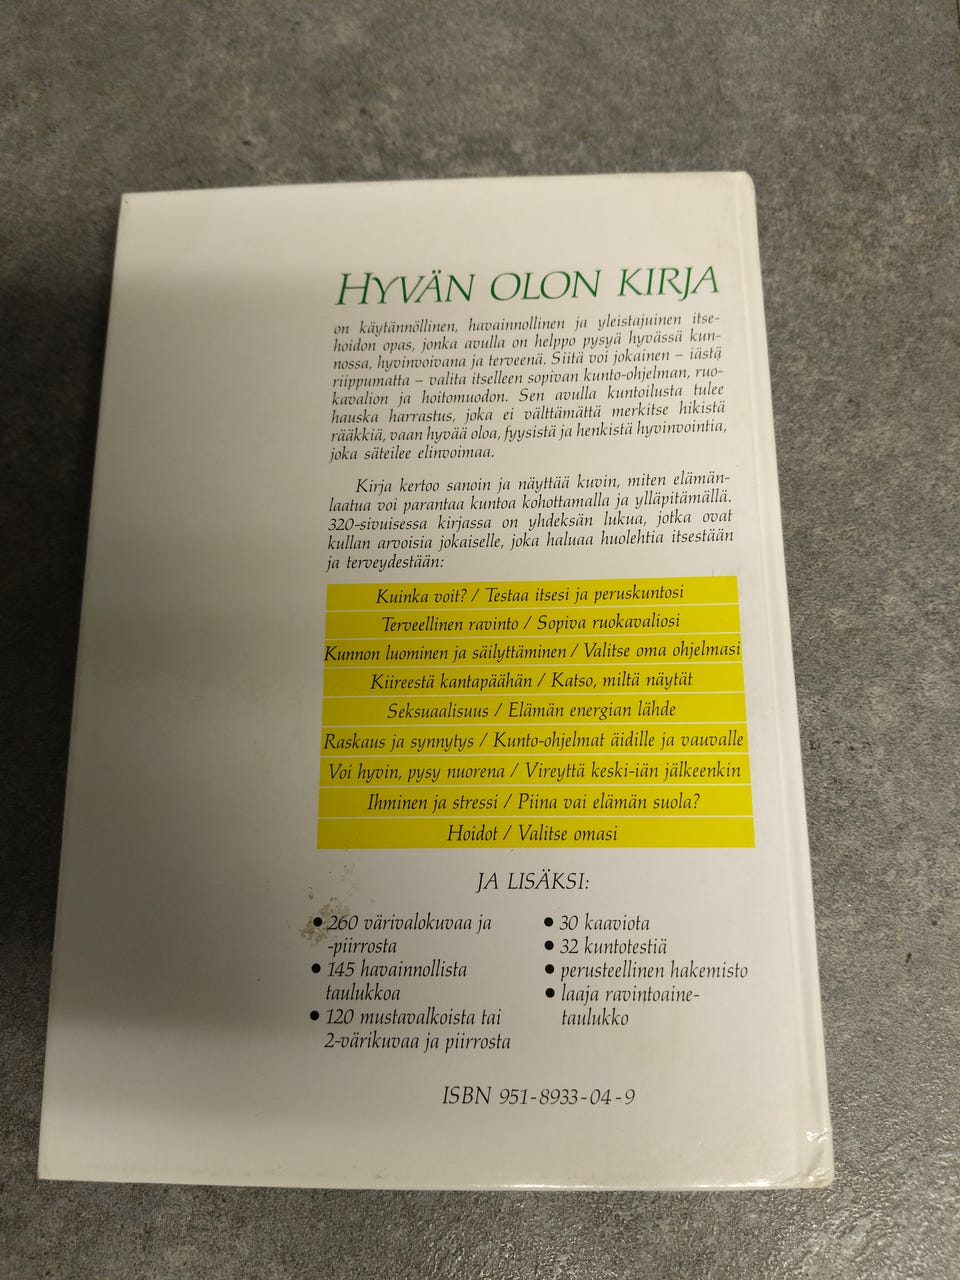 HYVÄN OLON KIRJA
on käytännöllinen, havainnollinen ja yleistajuinen itse-
hoidon opas, jonka avulla on helppo pysyä hyvässä kun-
nossa, hyvinvoivana ja terveenä. Siitä voi jokainen – iästä
riippumatta – valita itselleen sopivan kunto-ohjelman, ruo-
kavalion ja hoitomuodon. Sen avulla kuntoilusta tulee
hauska harrastus, joka ei välttämättä merkitse hikistä
rääkkiä, vaan hyvää oloa, fyysistä ja henkistä hyvinvointia,
joka säteilee elinvoimaa.
Kirja kertoo sanoin ja näyttää kuvin, miten elämän-
laatua voi parantaa kuntoa kohottamalla ja ylläpitämällä.
320-sivuisessa kirjassa on yhdeksän lukua, jotka ovat
kullan arvoisia jokaiselle, joka haluaa huolehtia itsestään
ja terveydestään:
Kuinka voit? / Testaa itsesi ja peruskuntosi
Terveellinen ravinto / Sopiva ruokavaliosi
Kunnon luominen ja säilyttäminen / Valitse oma ohjelmasi
Kiireestä kantapäähän / Katso, miltä näytät
Seksuaalisuus / Elämän energian lähde
Raskaus ja synnytys / Kunto-ohjelmat äidille ja vauvalle
Voi hyvin, pysy nuorena / Vireyttä keski-iän jälkeenkin
Ihminen ja stressi / Piina vai elämän suola?
Hoidot / Valitse omasi
JA LISÄKSI:
● 260 värivalokuvaa ja
-piirrosta
● 145 havainnollista
taulukkoa
● 120 mustavalkoista tai
2-värikuvaa ja piirrosta
● 30 kaaviota
● 32 kuntotestiä
● perusteellinen hakemisto
● laaja ravintoaine-
taulukko
ISBN 951-8933-04-9